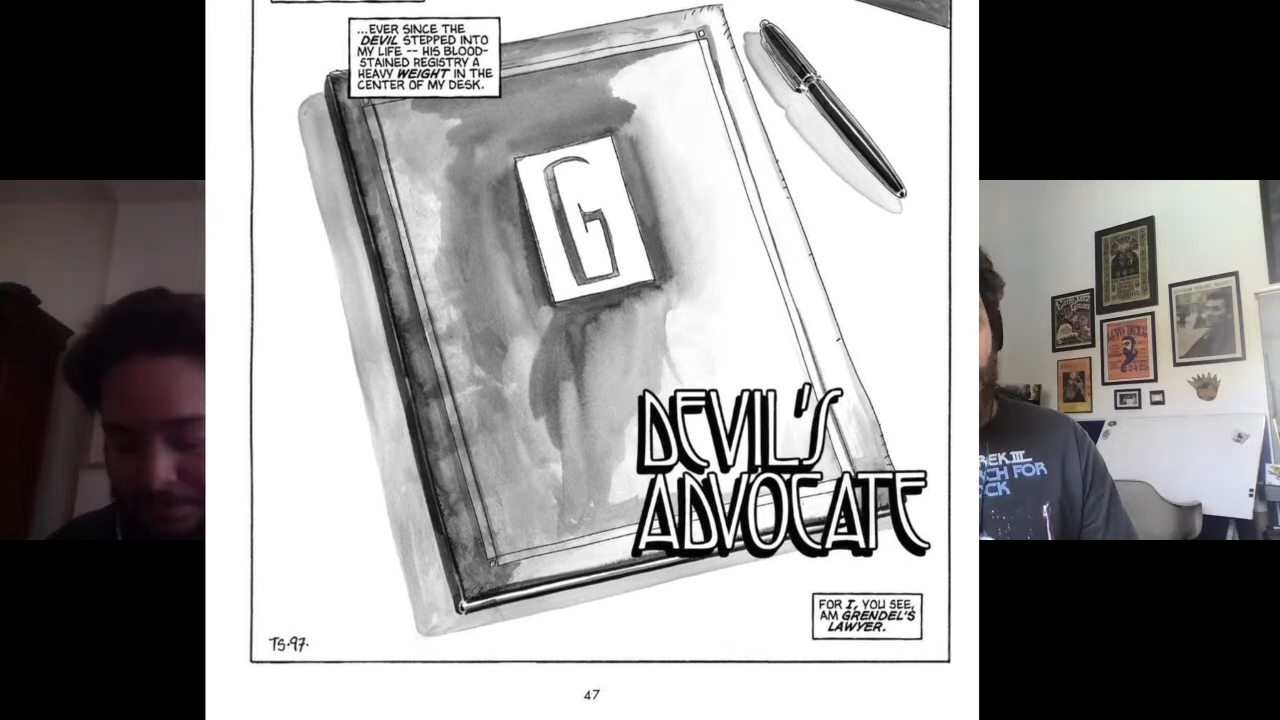 ...EVER SINCE THE
DEVIL STEPPED INTO
MY LIFE -- HIS BLOOD-
STAINED REGISTRY A
HEAVY WEIGHT IN THE
CENTER OF MY DESK.
G
DEVIL'S
ADVOCATE
FOR I, YOU SEE,
AM GRENDEL'S
LAWYER.
TS·97·
47
REK III
CH FOR
CK